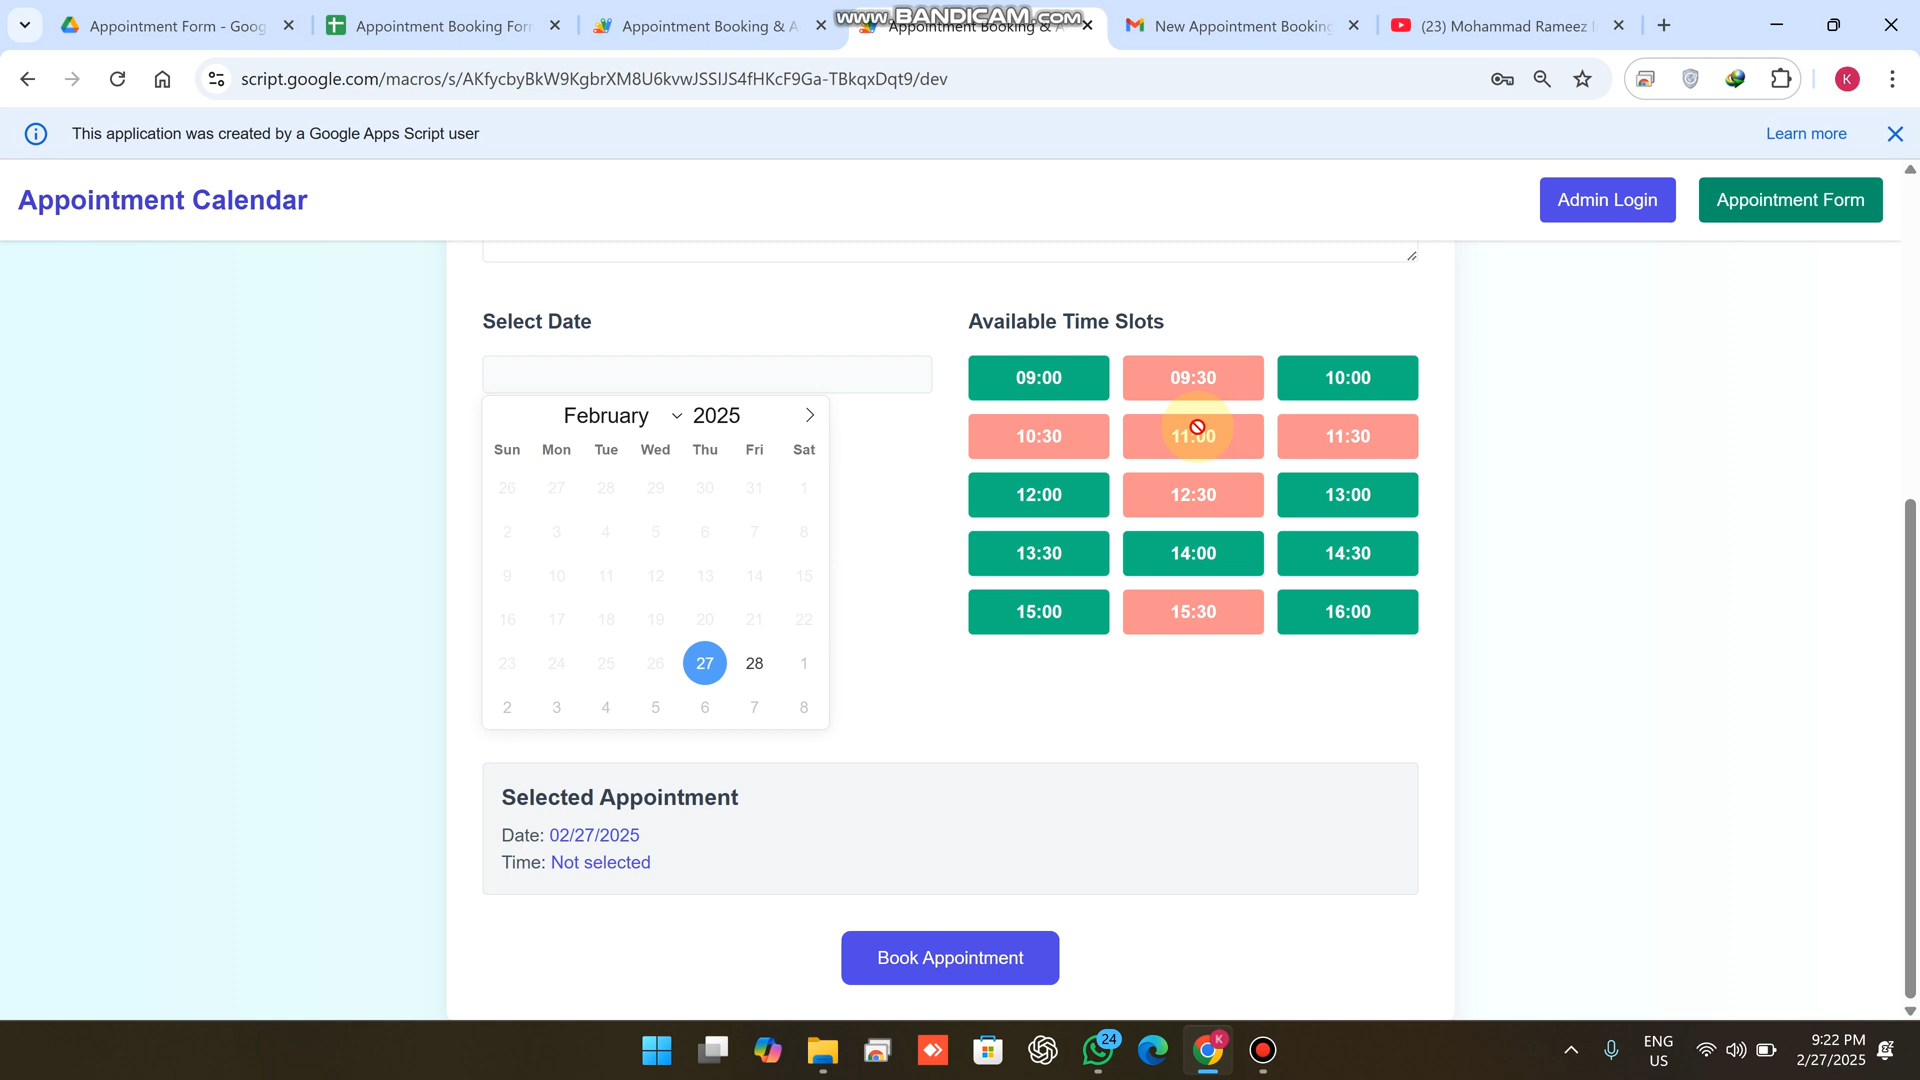 Appointment Form - Goog
Appointment Booking Form
Appointment Booking & A
Appointment Booking & A
New Appointment Booking
(23) Mohammad Rameez I
www.BANDICAM.com
script.google.com/macros/s/AKfycbyBkW9KgbrXM8U6kvwJSSIJS4fHKcF9Ga-TBkqxDqt9/dev
K
This application was created by a Google Apps Script user
Learn more
Appointment Calendar
Admin Login
Appointment Form
Select Date
Available Time Slots
February 2025
Sun Mon Tue Wed Thu Fri Sat
26 27 28 29 30 31 1
2 3 4 5 6 7 8
9 10 11 12 13 14 15
16 17 18 19 20 21 22
23 24 25 26 27 28 1
2 3 4 5 6 7 8
09:00 09:30 10:00
10:30 11:00 11:30
12:00 12:30 13:00
13:30 14:00 14:30
15:00 15:30 16:00
Selected Appointment
Date: 02/27/2025
Time: Not selected
Book Appointment
24
K
ENG
US
9:22 PM
2/27/2025